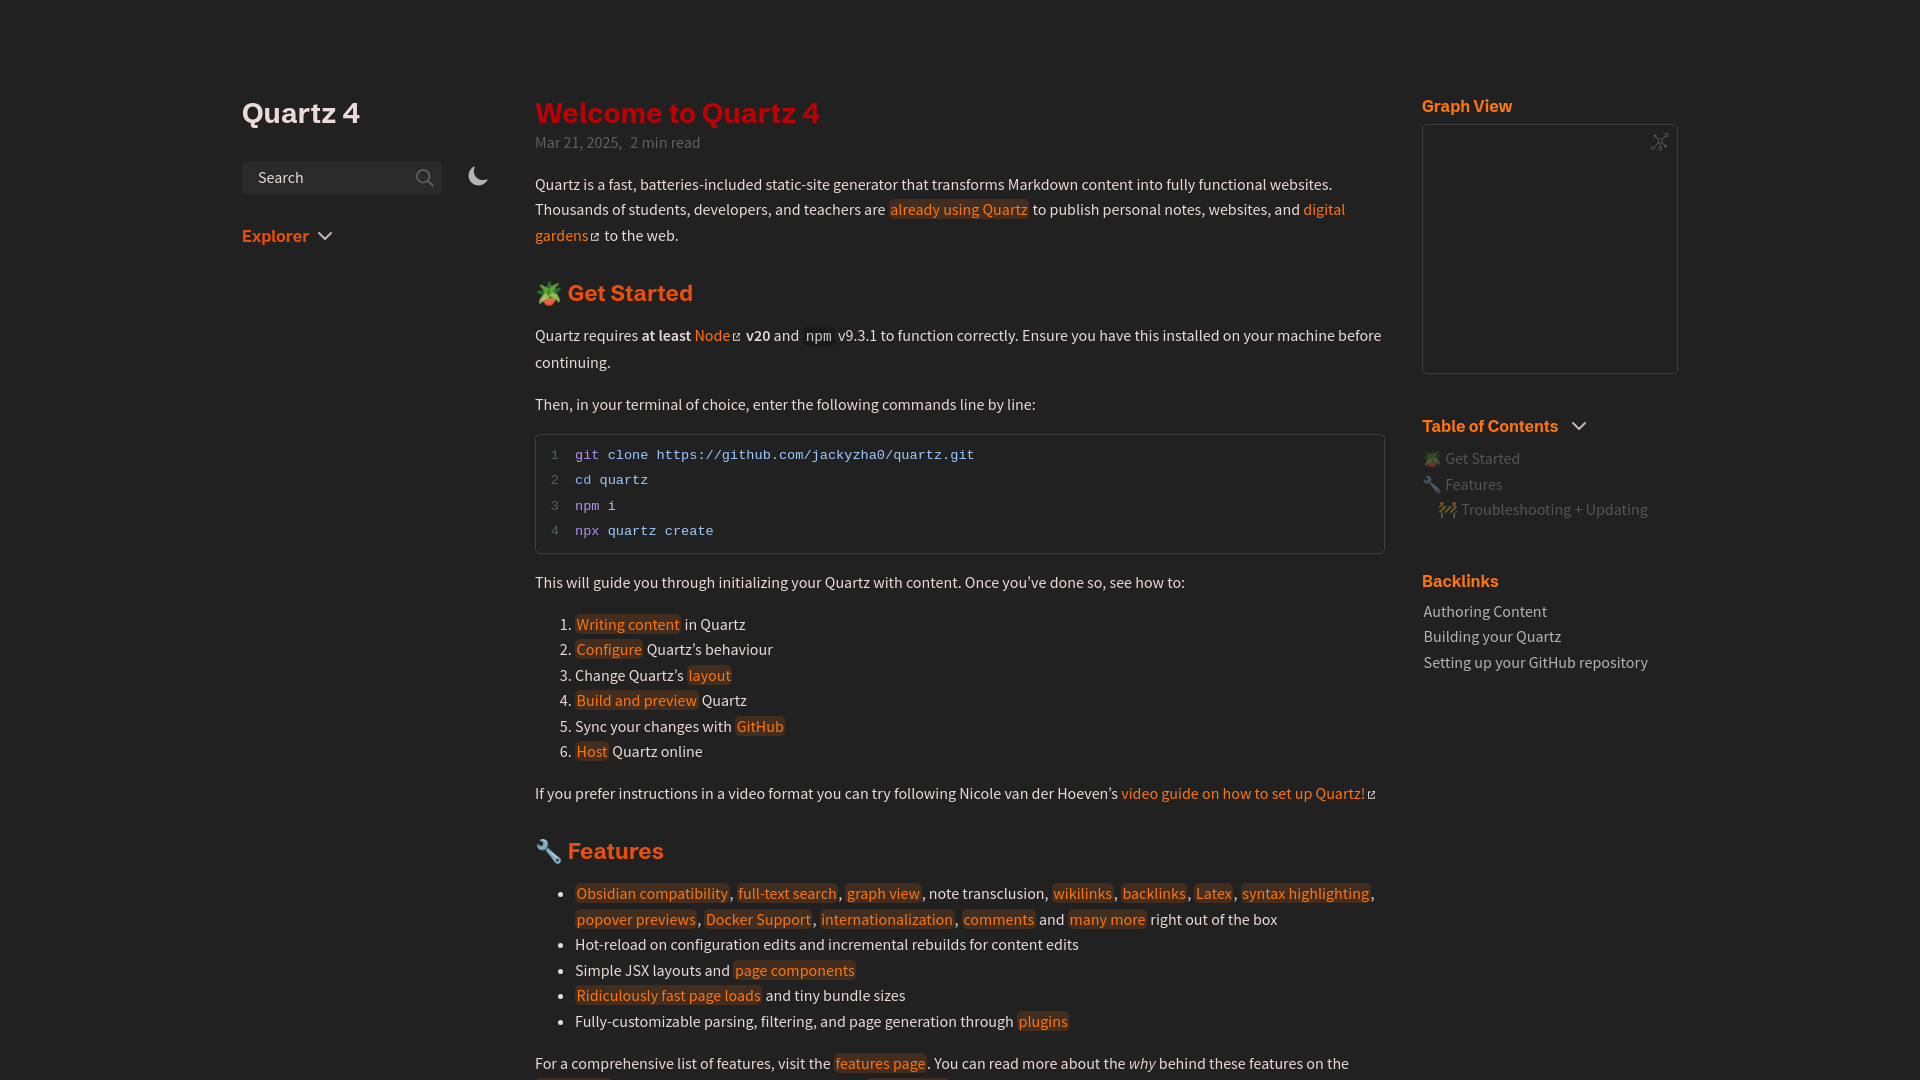 Quartz 4
Search
Explorer
Welcome to Quartz 4
Mar 21, 2025, 2 min read
Quartz is a fast, batteries-included static-site generator that transforms Markdown content into fully functional websites.
Thousands of students, developers, and teachers are already using Quartz to publish personal notes, websites, and digital
gardens to the web.
🪴 Get Started
Quartz requires at least Node v20 and npm v9.3.1 to function correctly. Ensure you have this installed on your machine before
continuing.
Then, in your terminal of choice, enter the following commands line by line:
1 git clone https://github.com/jackyzha0/quartz.git
2 cd quartz
3 npm i
4 npx quartz create
This will guide you through initializing your Quartz with content. Once you’ve done so, see how to:
1. Writing content in Quartz
2. Configure Quartz’s behaviour
3. Change Quartz’s layout
4. Build and preview Quartz
5. Sync your changes with GitHub
6. Host Quartz online
If you prefer instructions in a video format you can try following Nicole van der Hoeven’s video guide on how to set up Quartz!
🔧 Features
• Obsidian compatibility, full-text search, graph view, note transclusion, wikilinks, backlinks, Latex, syntax highlighting,
popover previews, Docker Support, internationalization, comments and many more right out of the box
• Hot-reload on configuration edits and incremental rebuilds for content edits
• Simple JSX layouts and page components
• Ridiculously fast page loads and tiny bundle sizes
• Fully-customizable parsing, filtering, and page generation through plugins
For a comprehensive list of features, visit the features page. You can read more about the why behind these features on the
Graph View
Table of Contents
🪴 Get Started
🔧 Features
🚧 Troubleshooting + Updating
Backlinks
Authoring Content
Building your Quartz
Setting up your GitHub repository